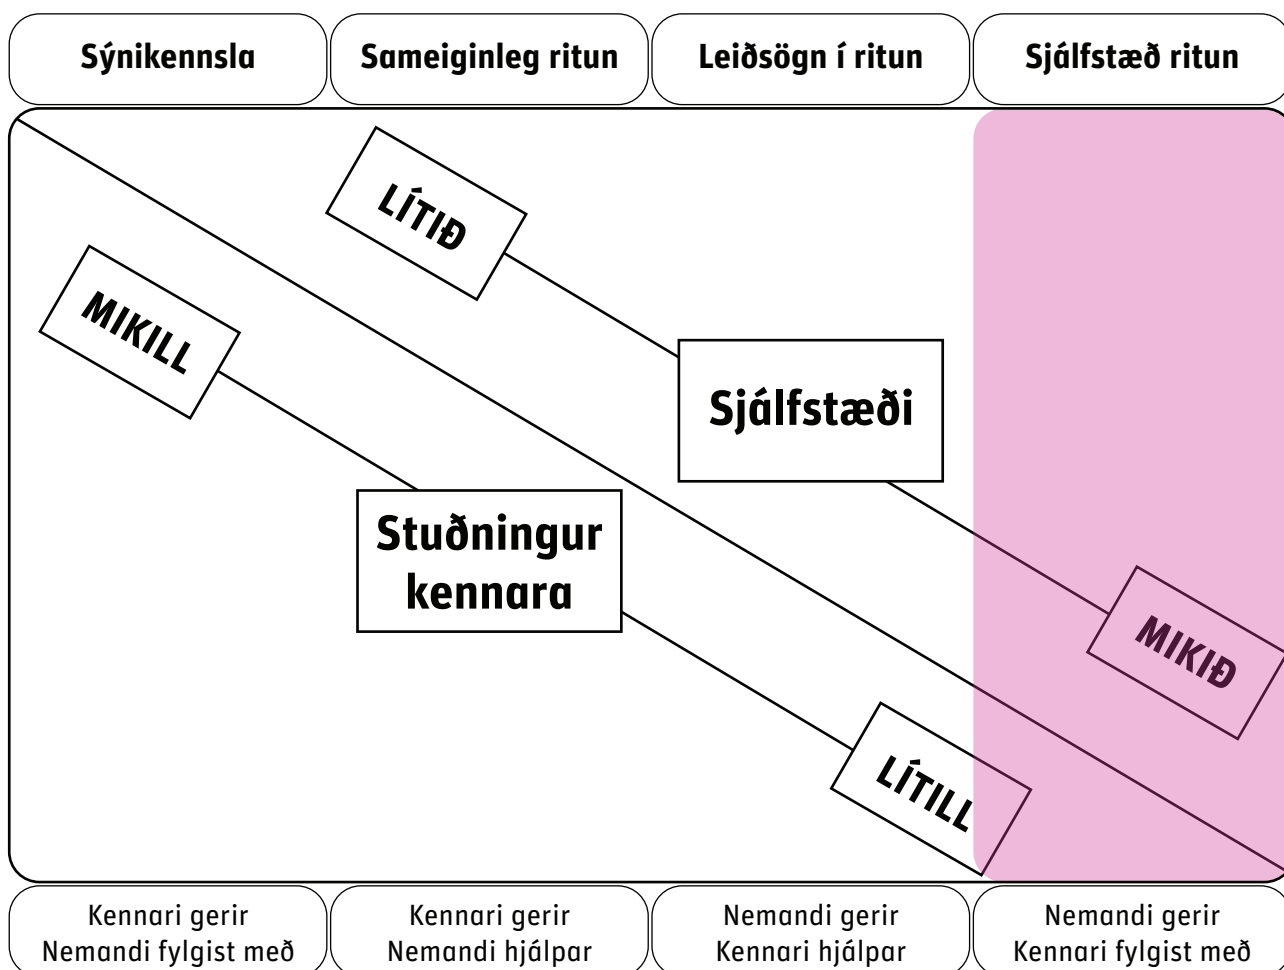 Sýnikennsla
Sameiginleg ritun
Leiðsögn í ritun
Sjálfstæð ritun
LÍTIÐ
MIKILL
Sjálfstæði
Stuðningur
kennara
MIKIÐ
LÍTILL
Kennari gerir
Nemandi fylgist með
Kennari gerir
Nemandi hjálpar
Nemandi gerir
Kennari hjálpar
Nemandi gerir
Kennari fylgist með